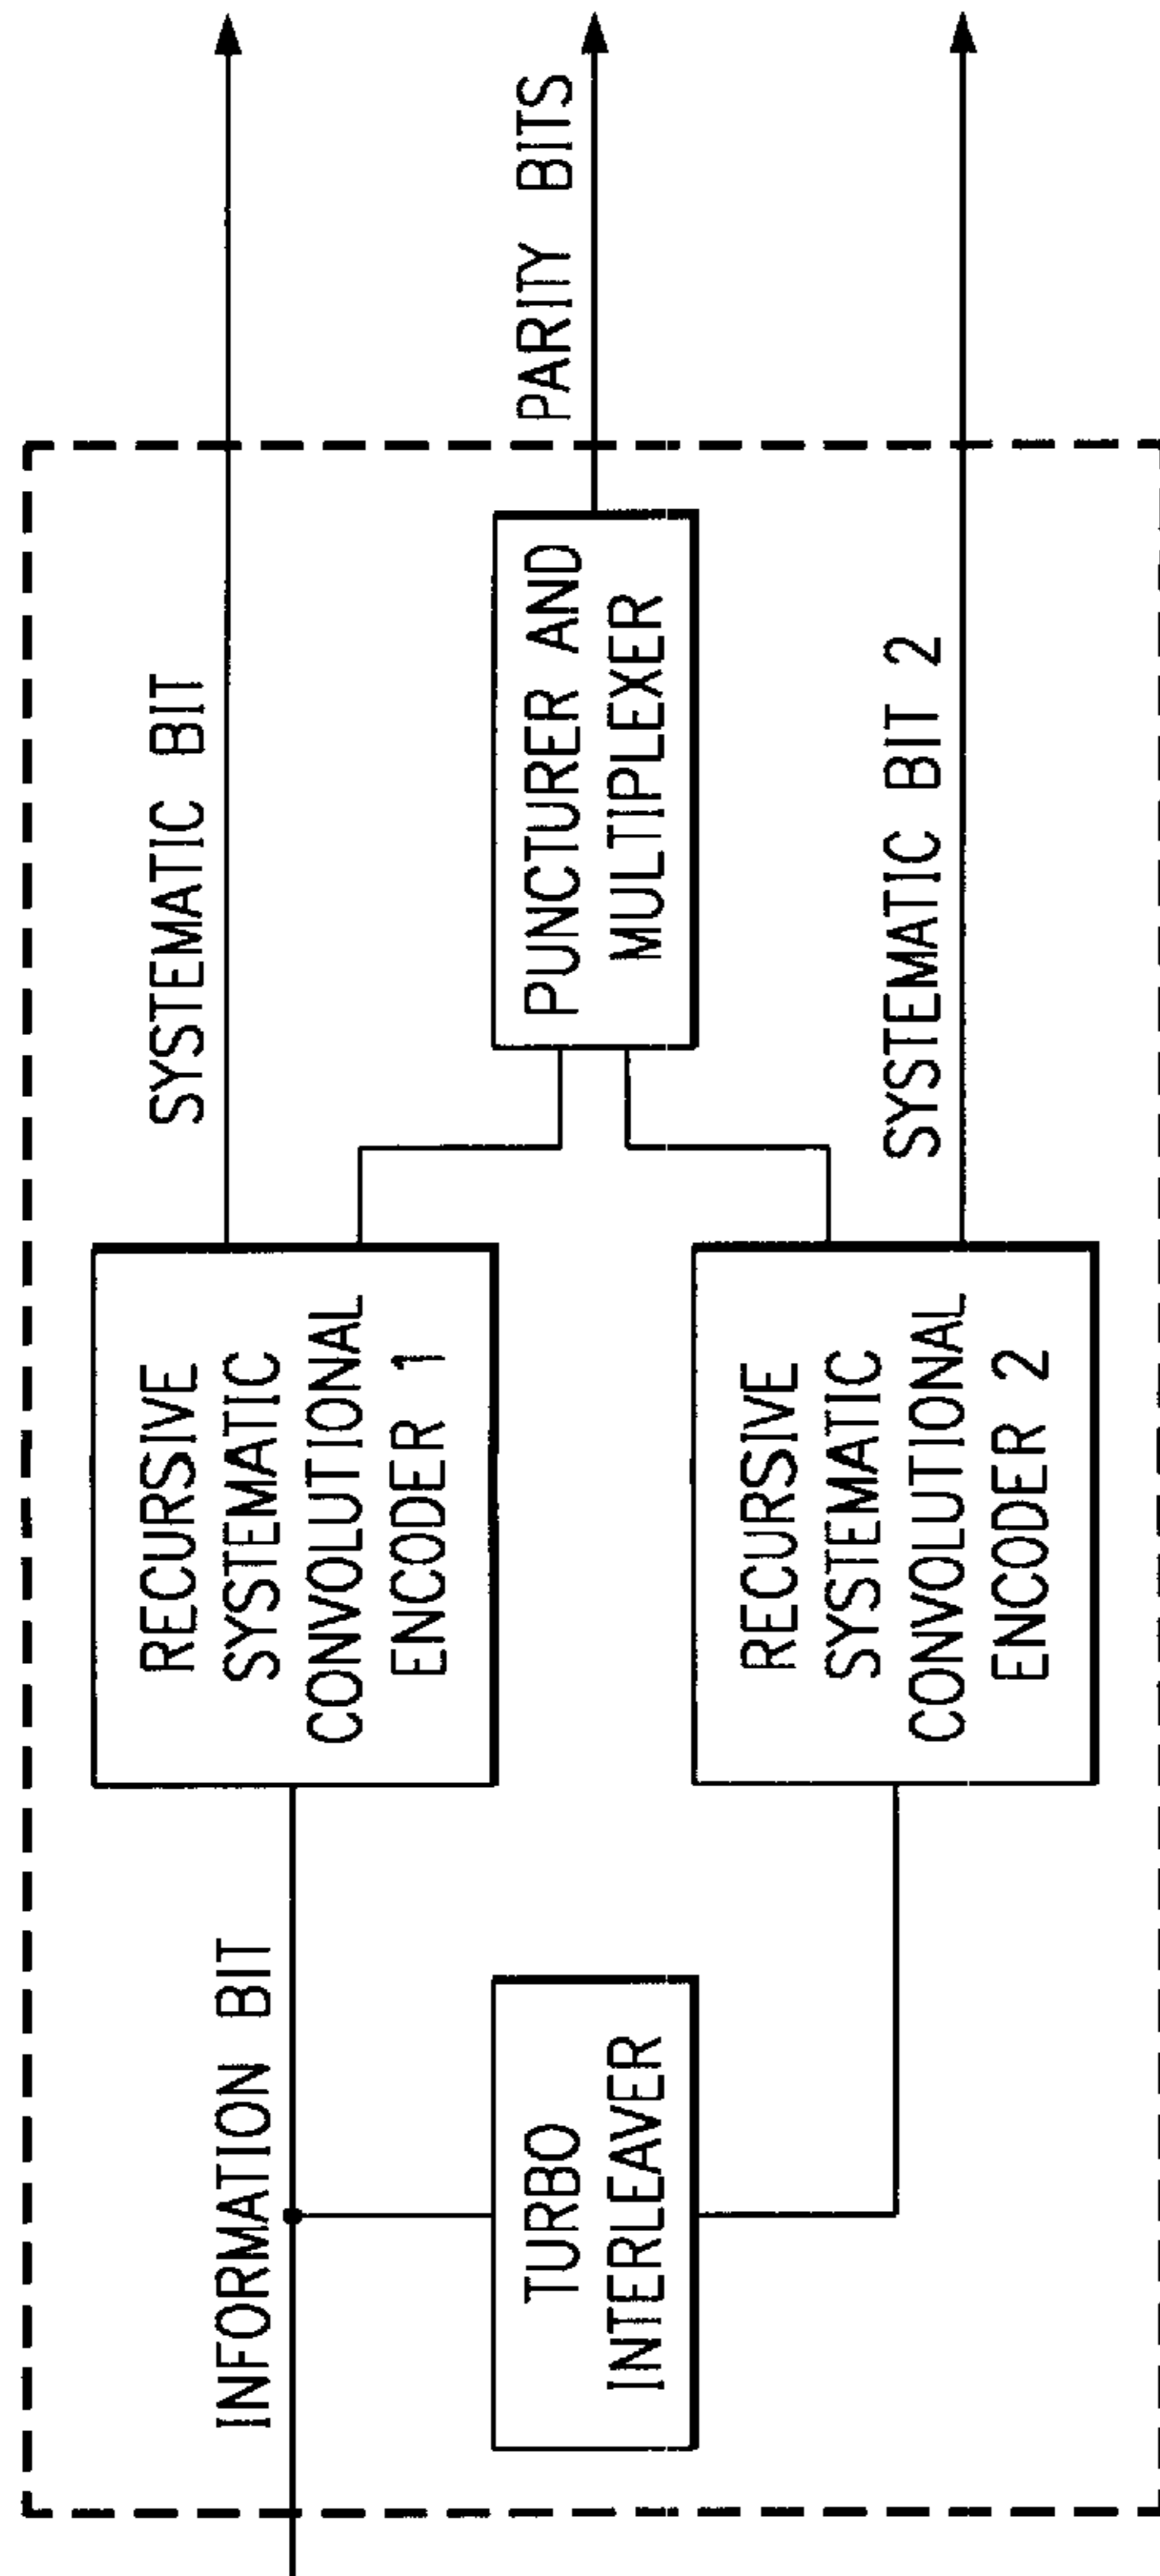 INFORMATION BIT
RECURSIVE
SYSTEMATIC
CONVOLUTIONAL
ENCODER 1
SYSTEMATIC BIT
TURBO
INTERLEAVER
PUNCTURER AND
MULTIPLEXER
PARITY BITS
RECURSIVE
SYSTEMATIC
CONVOLUTIONAL
ENCODER 2
SYSTEMATIC BIT 2